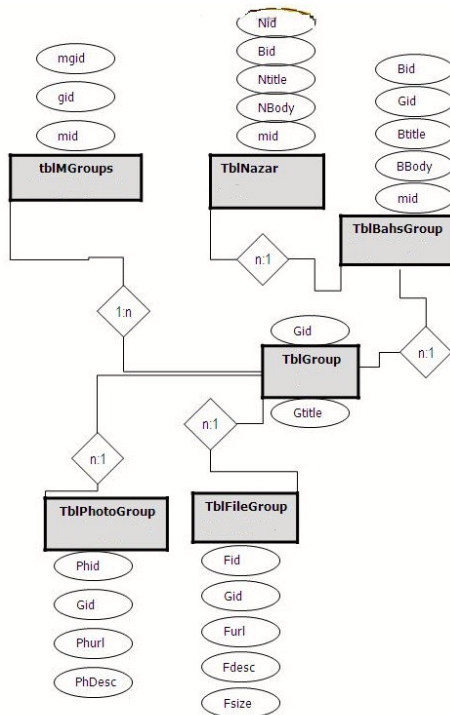 mgid
gid
mid
tblMGroups
Nid
Bid
Ntitle
NBody
mid
TblNazar
Bid
Gid
Btitle
BBody
mid
TblBahsGroup
n:1
1:n
n:1
Gid
TblGroup
Gtitle
n:1
n:1
TblPhotoGroup
Phid
Gid
Phurl
PhDesc
TblFileGroup
Fid
Gid
Furl
Fdesc
Fsize